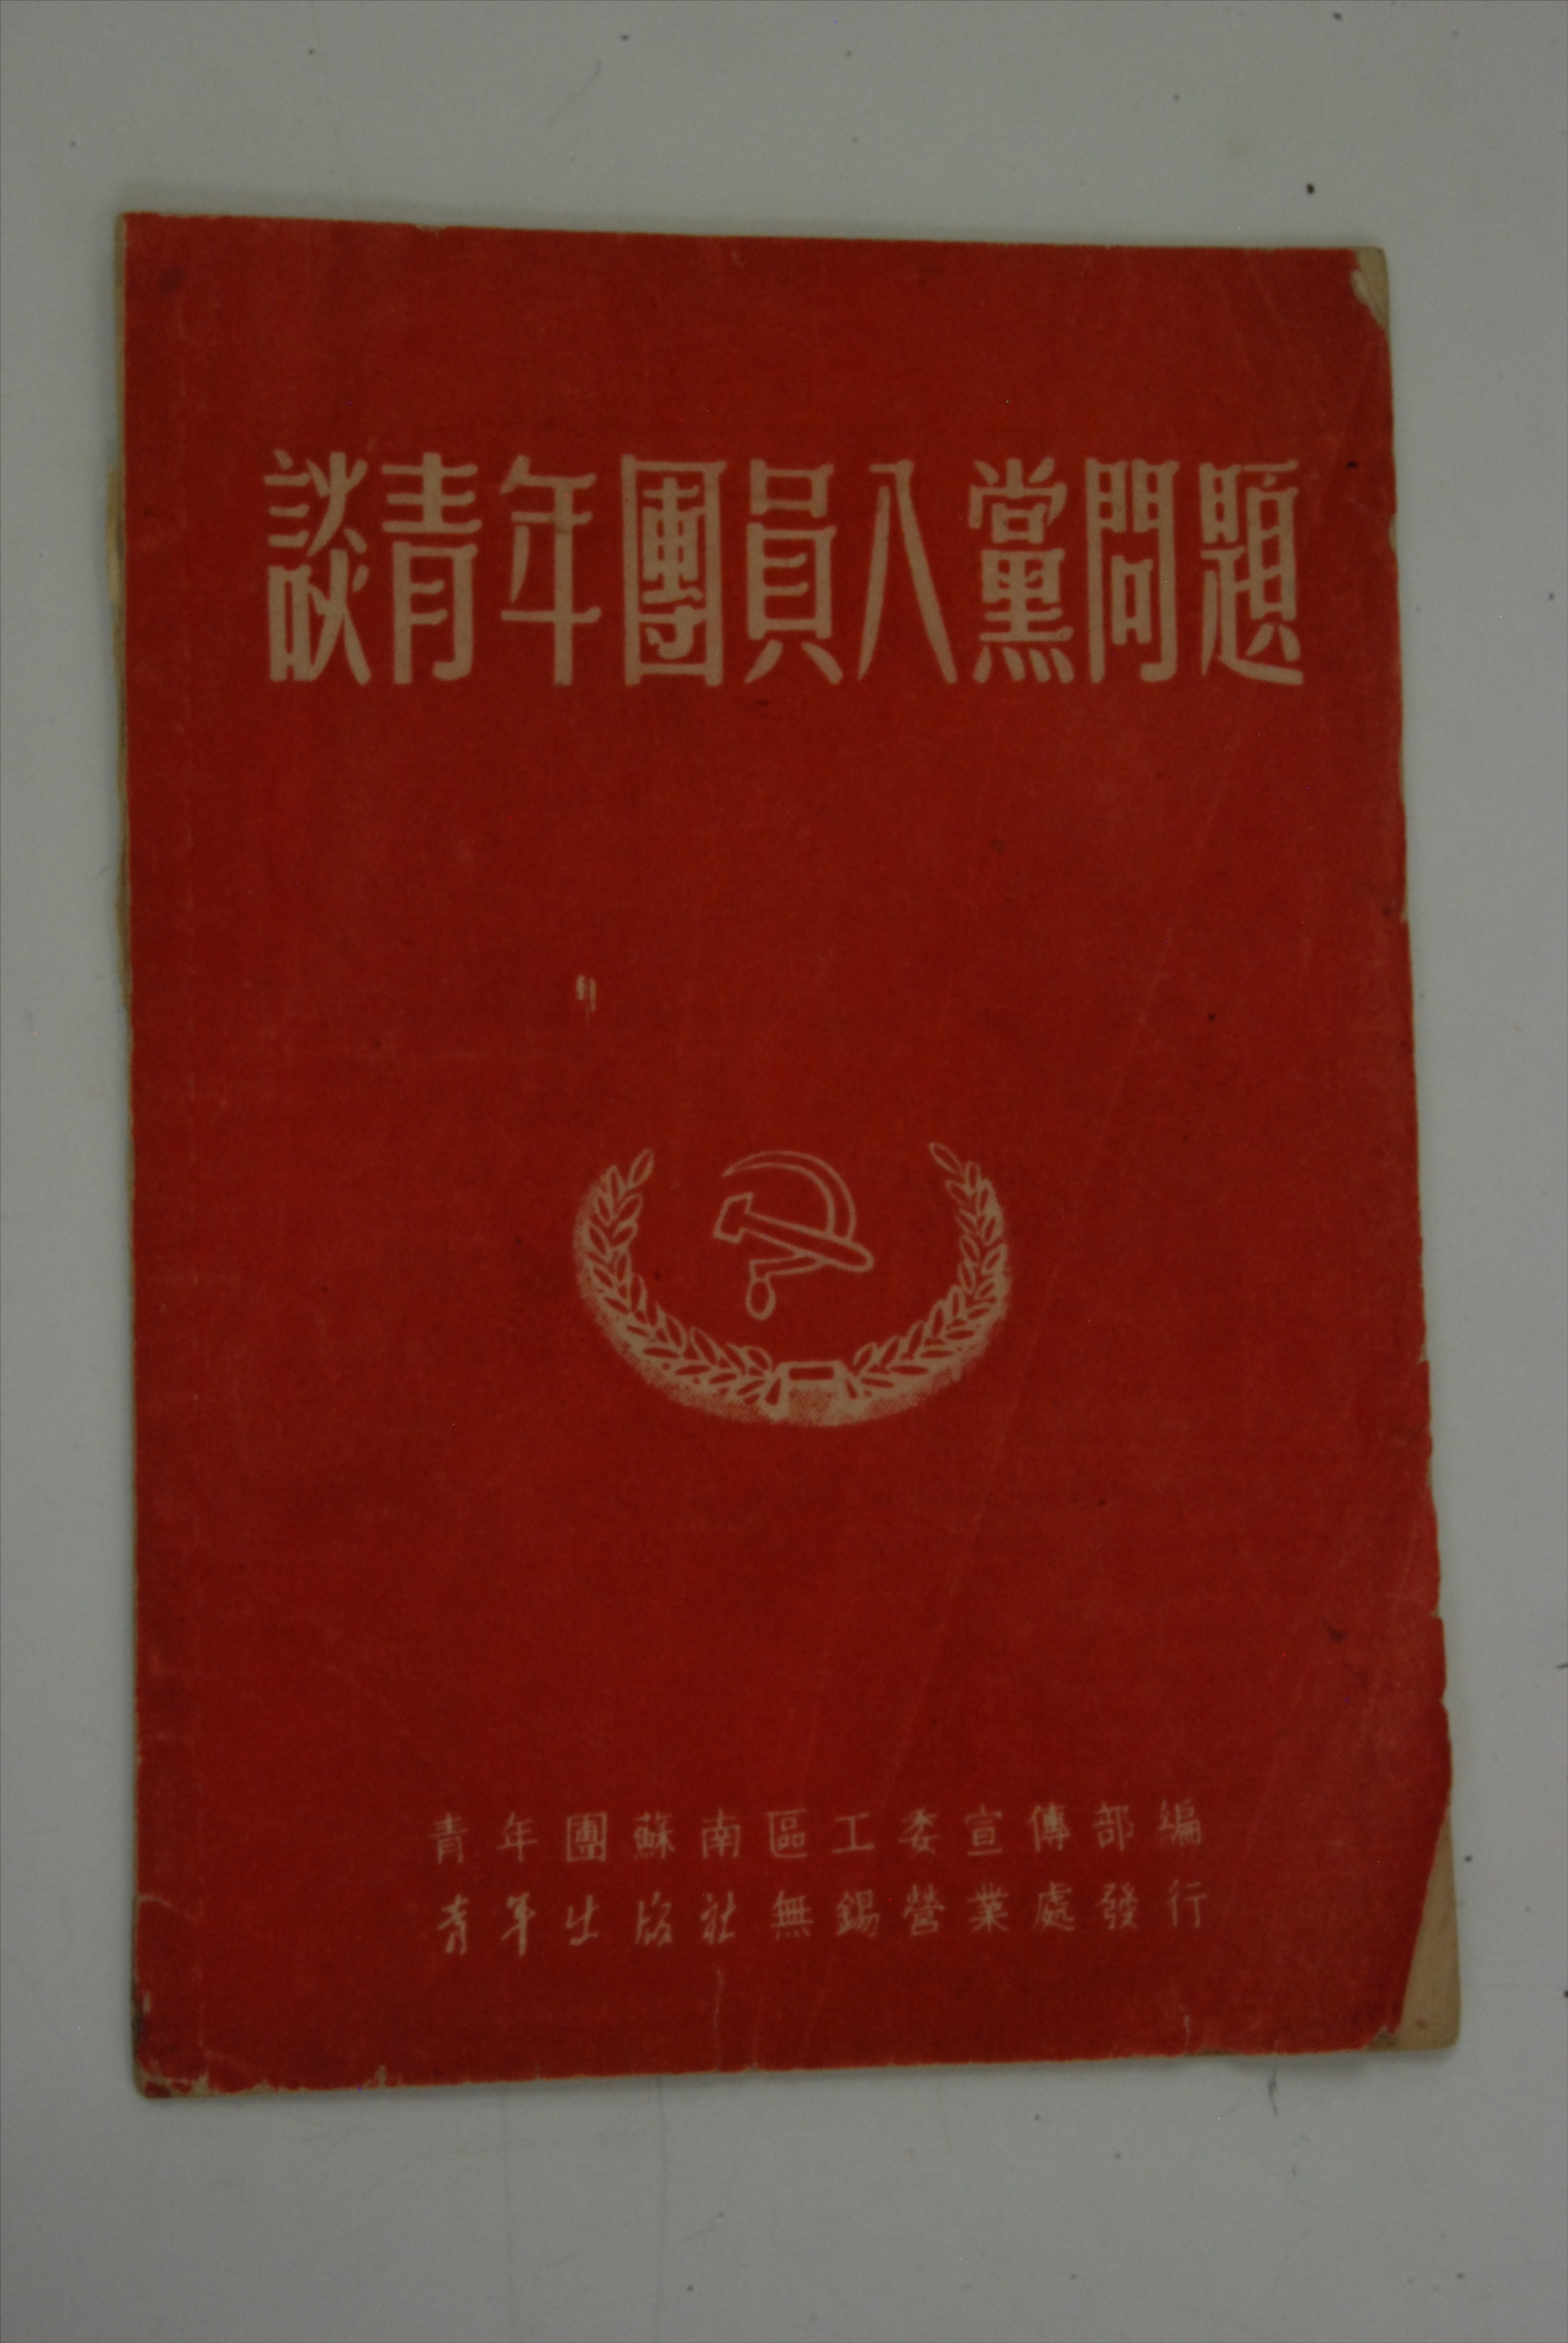 談青年團員入黨問題
青年團蘇南區工委宣傳部編
青年出版社無錫營業處發行